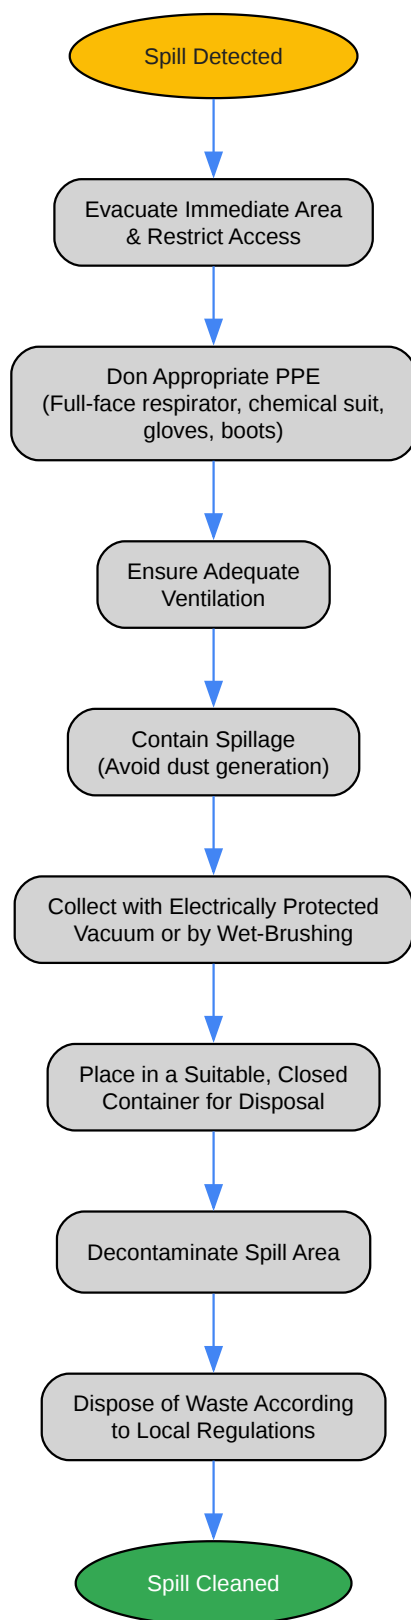 Spill Detected
Evacuate Immediate Area
& Restrict Access
Don Appropriate PPE
(Full-face respirator, chemical suit,
gloves, boots)
Ensure Adequate
Ventilation
Contain Spillage
(Avoid dust generation)
Collect with Electrically Protected
Vacuum or by Wet-Brushing
Place in a Suitable, Closed
Container for Disposal
Decontaminate Spill Area
Dispose of Waste According
to Local Regulations
Spill Cleaned